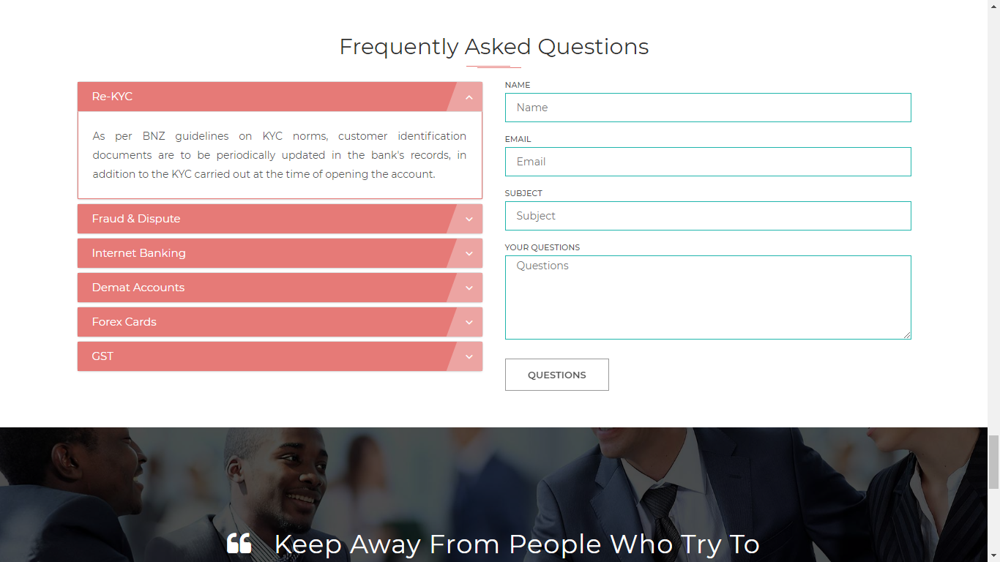 Frequently Asked Questions
Re-KYC
As per BNZ guidelines on KYC norms, customer identification
documents are to be periodically updated in the bank's records, in
addition to the KYC carried out at the time of opening the account.
Fraud & Dispute
Internet Banking
Demat Accounts
Forex Cards
GST
NAME
Name
EMAIL
Email
SUBJECT
Subject
YOUR QUESTIONS
Questions
QUESTIONS
“ Keep Away From People Who Try To